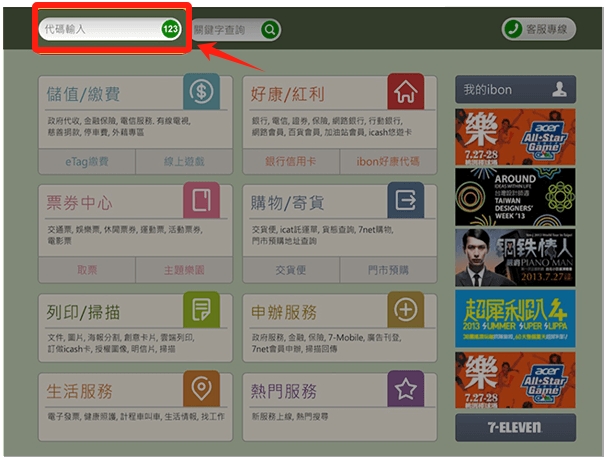 代碼輸入
123
關鍵字查詢
客服專線
儲值/繳費
政府代收, 金融保險, 電信服務, 有線電視,
慈善捐款, 停車費, 外籍專區
eTag繳費
線上遊戲
好康/紅利
銀行, 電信, 證券, 保險, 網路銀行, 行動銀行,
網路會員, 百貨會員, 加油站會員, icash悠遊卡
銀行信用卡
ibon好康代碼
我的ibon
樂
7.27-28
acer
All★Star
Game
票券中心
交通票, 娛樂票, 休閒票券, 運動票, 活動票券,
電影票
取票
主題樂園
購物/寄貨
交貨便, icat託運單, 貨態查詢, 7net購物,
門市預購地址查詢
交貨便
門市預購
AROUND
IDEAS WITHIN LIFE
台灣設計師週
TAIWAN
DESIGNERS'
WEEK'13
鋼鉄情人
PIANO MAN
2013.7.27
列印/掃描
文件, 圖片, 海報分割, 創意卡片, 雲端列印,
訂做icash卡, 授權圖像, 明信片, 掃描
申辦服務
政府服務, 金融, 保險, 7-Mobile, 廣告刊登,
7net會員申辦, 掃描回傳
超犀利趴4
2013 SUMMER SUPER SLIPPA
生活服務
電子發票, 健康照護, 計程車叫車, 生活情報, 找工作
熱門服務
新服務上線, 熱門搜尋
樂
7.27-28
acer
All★Star
Game
7-ELEVEN